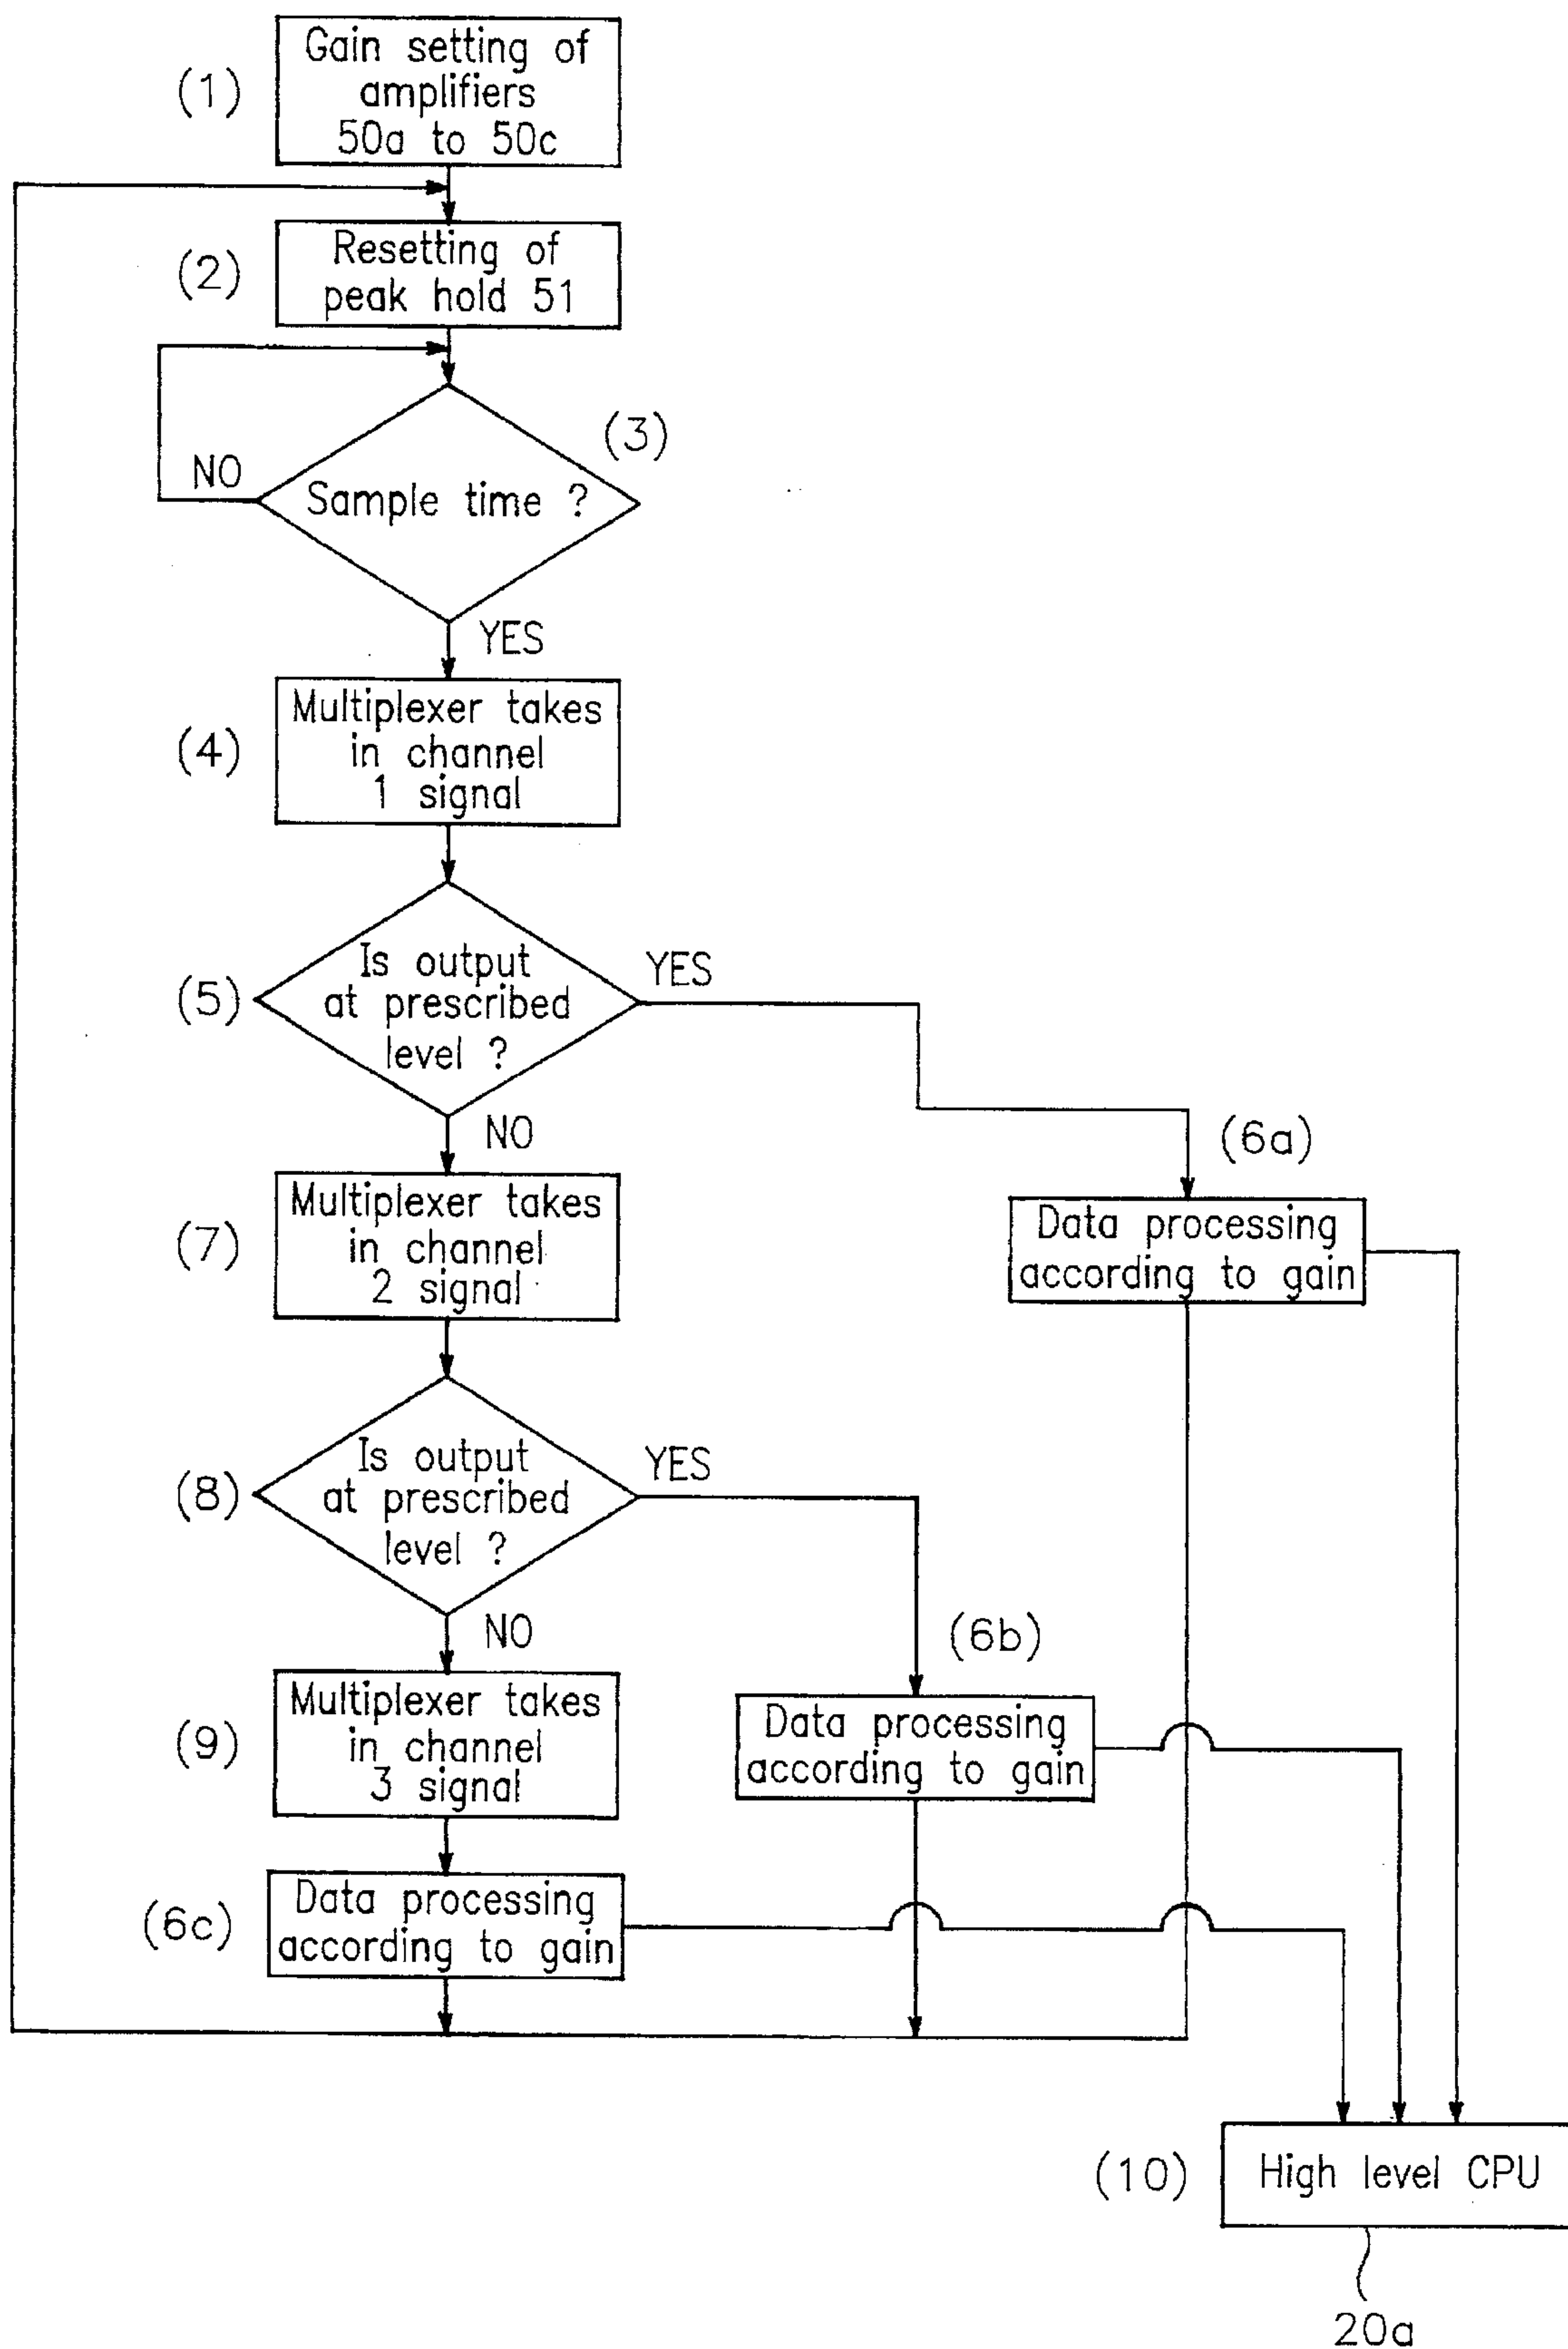 (1)
Gain setting of
amplifiers
50a to 50c
(2)
Resetting of
peak hold 51
(3)
NO
Sample time ?
YES
(4)
Multiplexer takes
in channel
1 signal
(5)
Is output
at prescribed
level ?
YES
NO
(6a)
Data processing
according to gain
(7)
Multiplexer takes
in channel
2 signal
(8)
Is output
at prescribed
level ?
YES
NO
(6b)
Data processing
according to gain
(9)
Multiplexer takes
in channel
3 signal
(6c)
Data processing
according to gain
(10)
High level CPU
20a